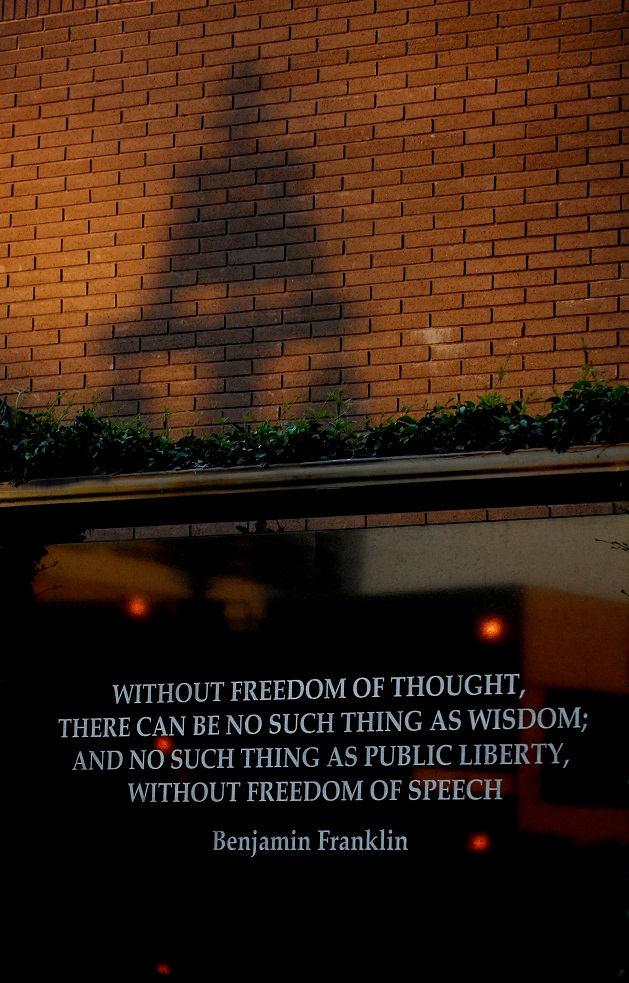 WITHOUT FREEDOM OF THOUGHT,
THERE CAN BE NO SUCH THING AS WISDOM;
AND NO SUCH THING AS PUBLIC LIBERTY,
WITHOUT FREEDOM OF SPEECH
Benjamin Franklin